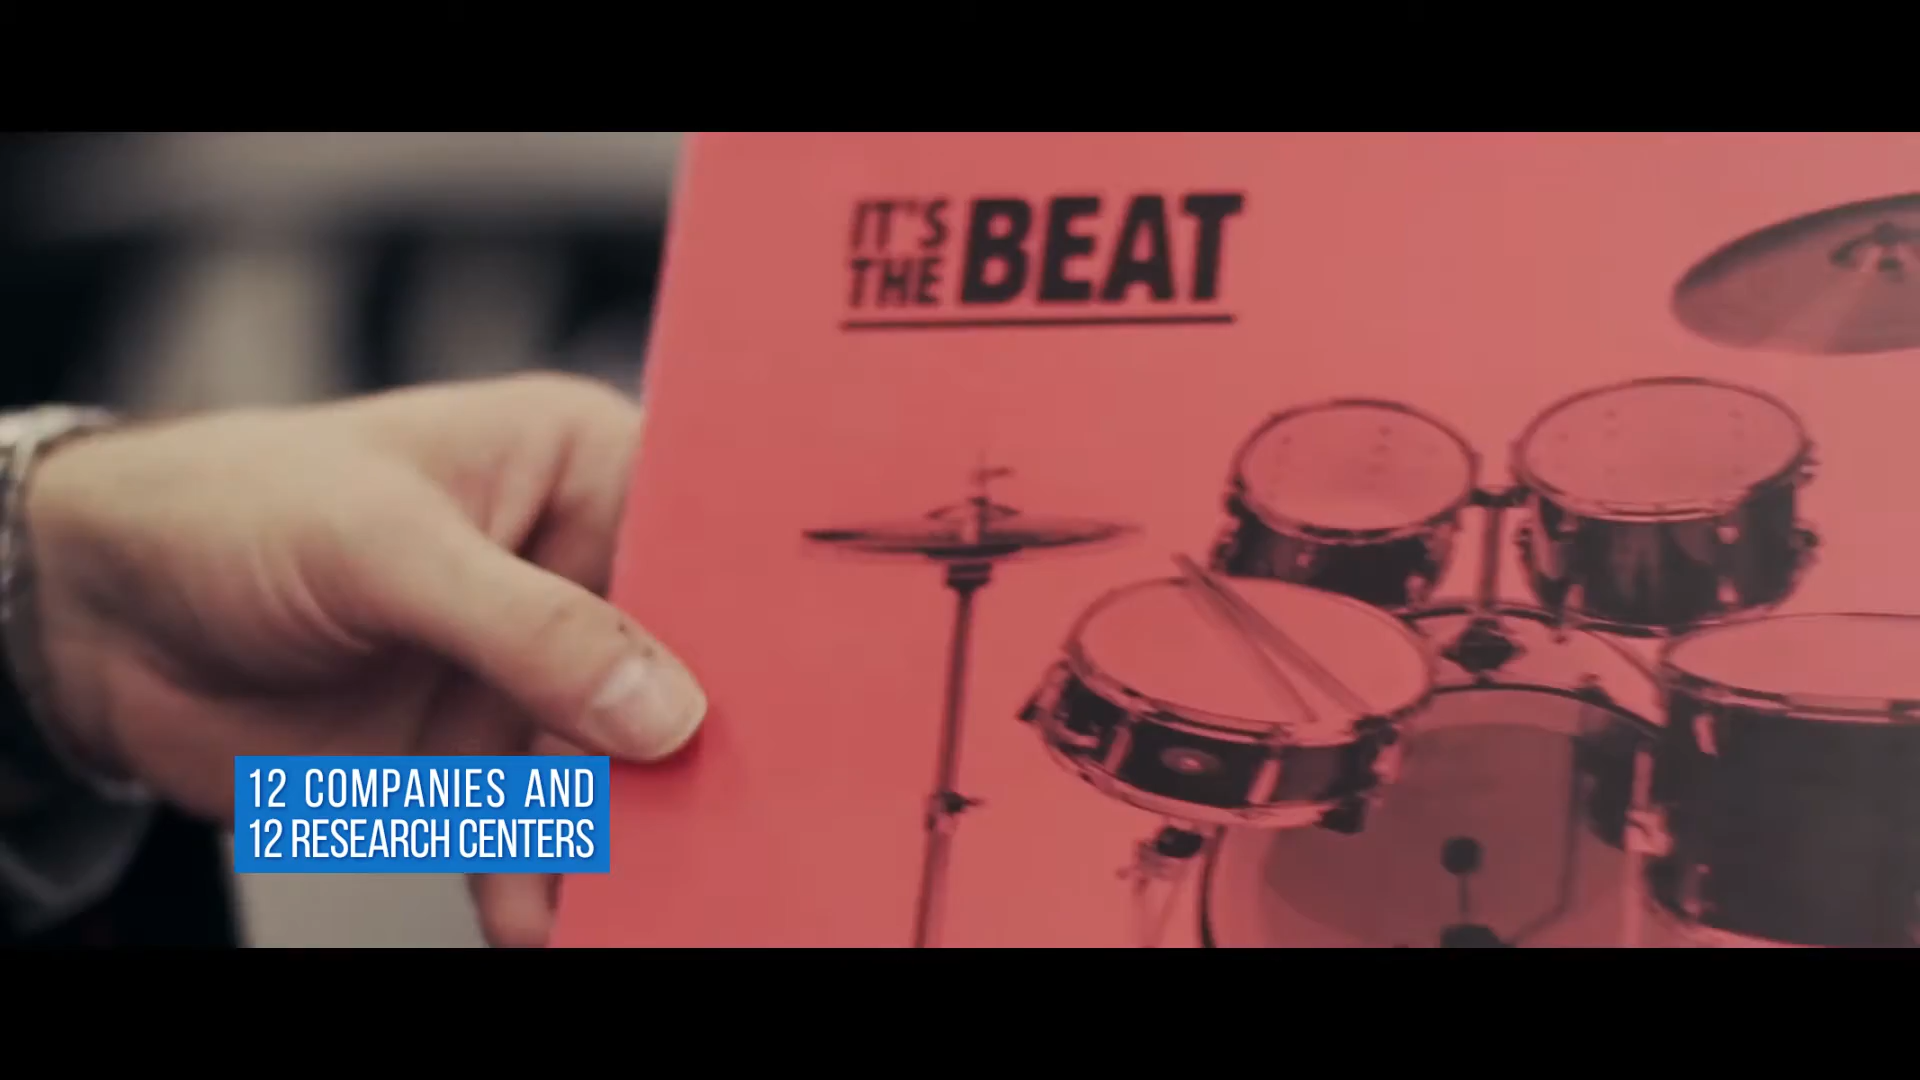 IT'S
THE BEAT
12 COMPANIES AND
12 RESEARCH CENTERS